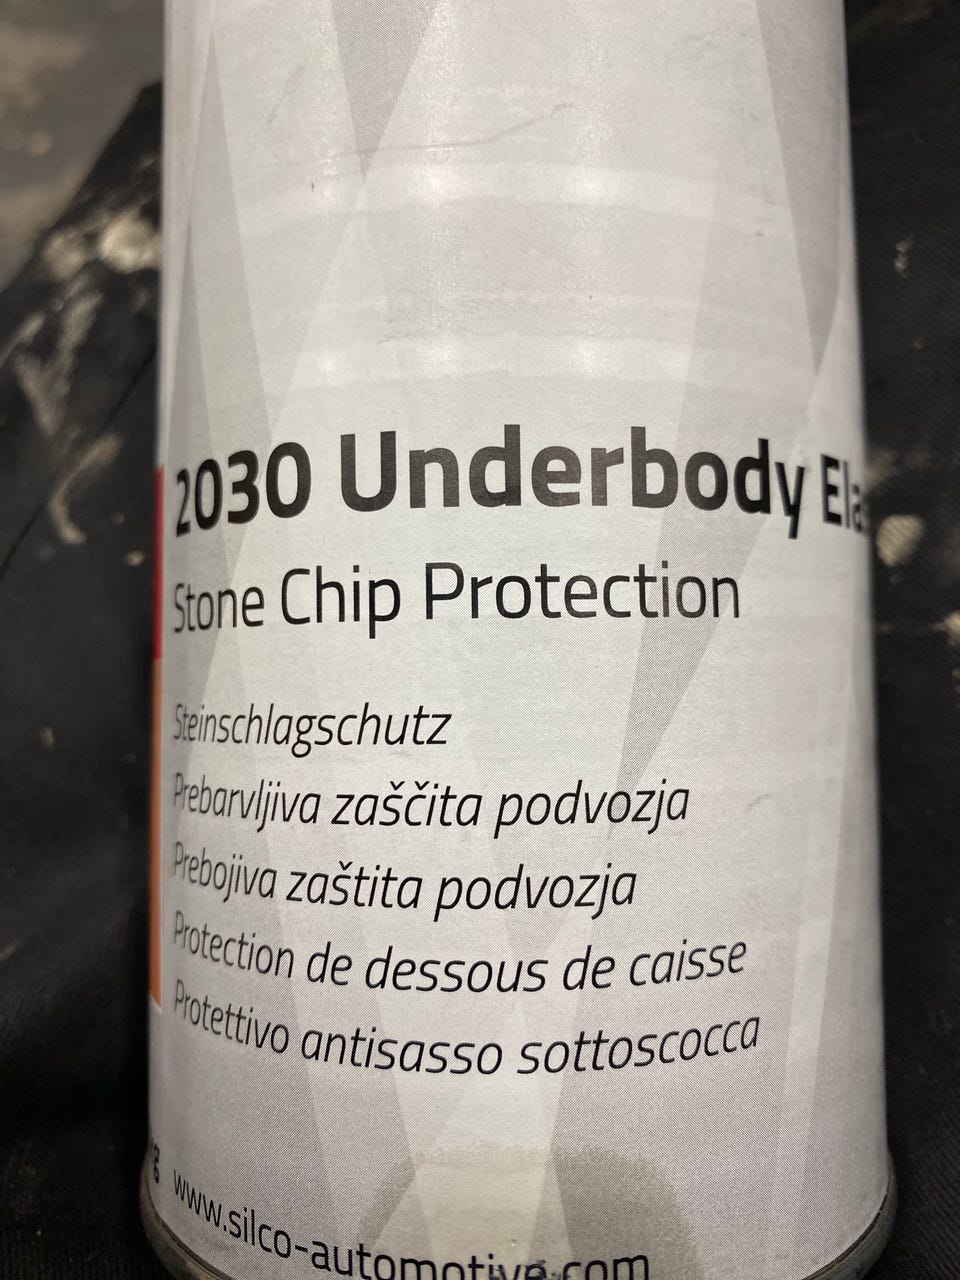 2030 Underbody Ela
Stone Chip Protection
Steinschlagschutz
Prebarvljiva zaščita podvozja
Prebojiva zaštita podvozja
Protection de dessous de caisse
Protettivo antisasso sottoscocca
www.silco-automotive.com